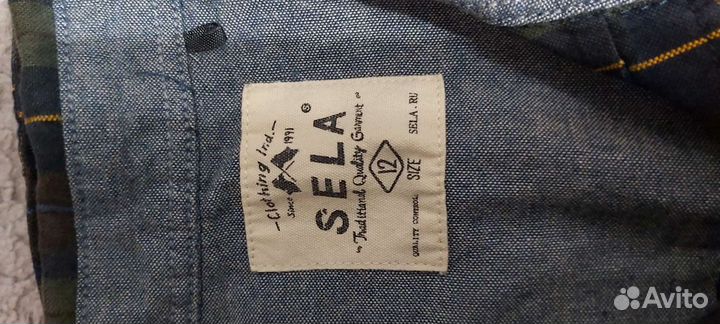 -Clothing Ind.-
Since 1991
SELA®
Traditional Quality Garment
12
SIZE
QUALITY CONTROL SELA.RU
Avito